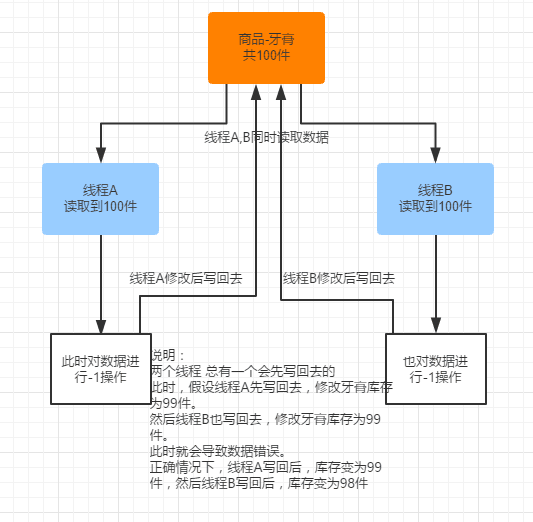 商品-牙膏
共100件
线程A,B同时读取数据
线程A
读取到100件
线程B
读取到100件
线程A修改后写回去
线程B修改后写回去
此时对数据进
行-1操作
也对数据进
行-1操作
说明：
两个线程 总有一个会先写回去的
此时，假设线程A先写回去，修改牙膏库存
为99件。
然后线程B也写回去，修改牙膏库存为99
件。
此时就会导致数据错误。
正确情况下，线程A写回后，库存变为99
件，然后线程B写回后，库存变为98件